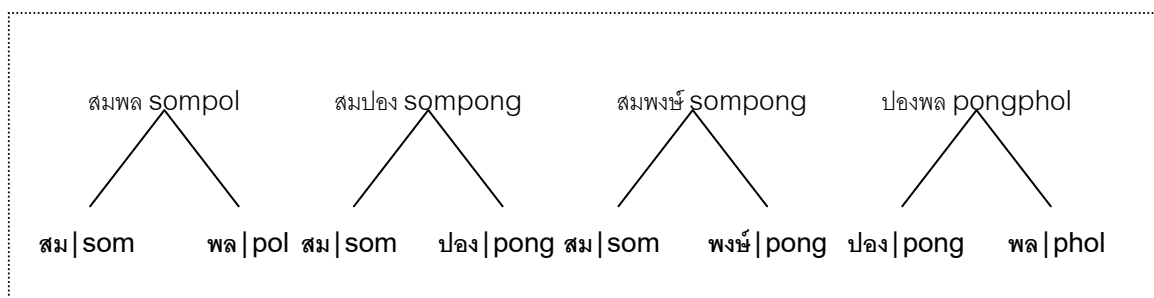 สมพล sompol สมปอง sompong สมพงษ์ sompong ปองพล pongphol
สม|som พล|pol สม|som ปอง|pong สม|som พงษ์|pong ปอง|pong พล|phol